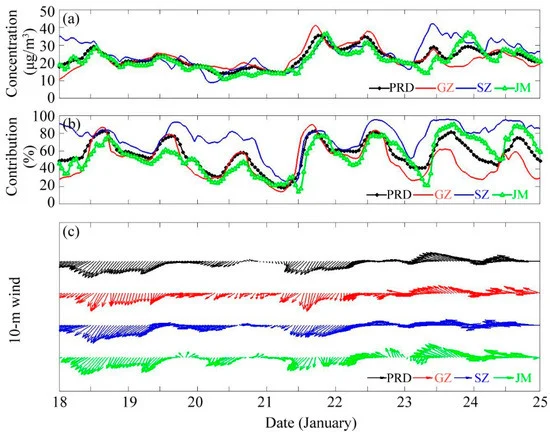 (a)
Concentration
(μg/m³)
50
40
30
20
10
0
PRD GZ SZ JM
(b)
Contribution
(%)
100
80
60
40
20
0
PRD GZ SZ JM
(c)
10-m wind
PRD GZ SZ JM
18 19 20 21 22 23 24 25
Date (January)